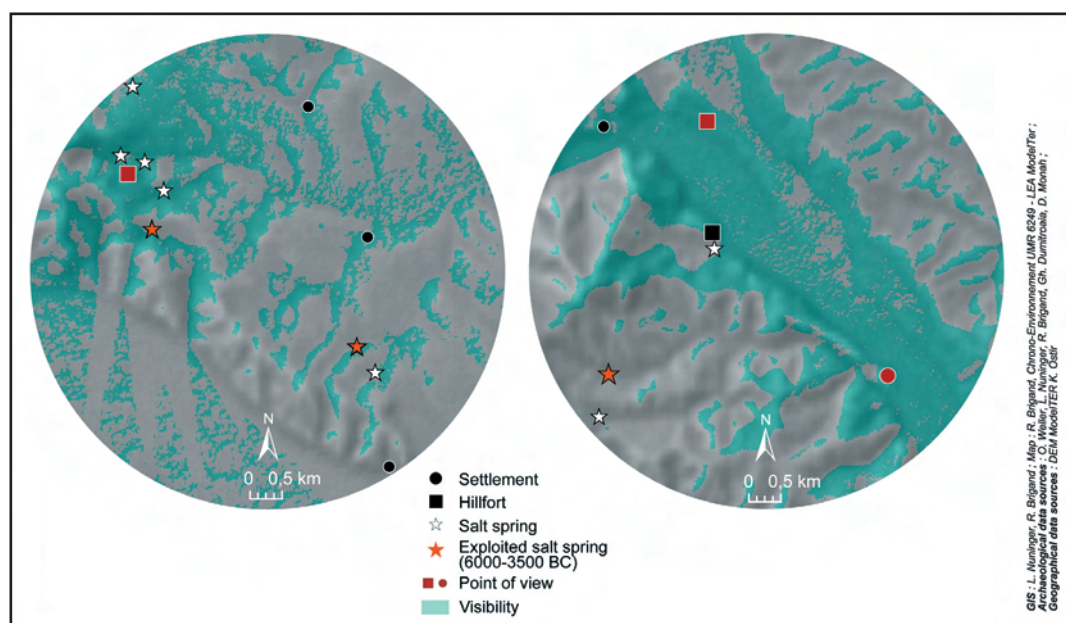 N
0 0,5 km
N
0 0,5 km
Settlement
Hillfort
Salt spring
Exploited salt spring
(6000-3500 BC)
Point of view
Visibility
GIS : L. Nuninger, R. Brigand ; Map : R. Brigand, Chrono-Environnement UMR 6249 - LEA ModelTer ;
Archaeological data sources : O. Weller, L. Nuninger, R. Brigand, Gh. Dumitroaia, D. Monah ;
Geographical data sources : DEM ModelTER K. Ostir